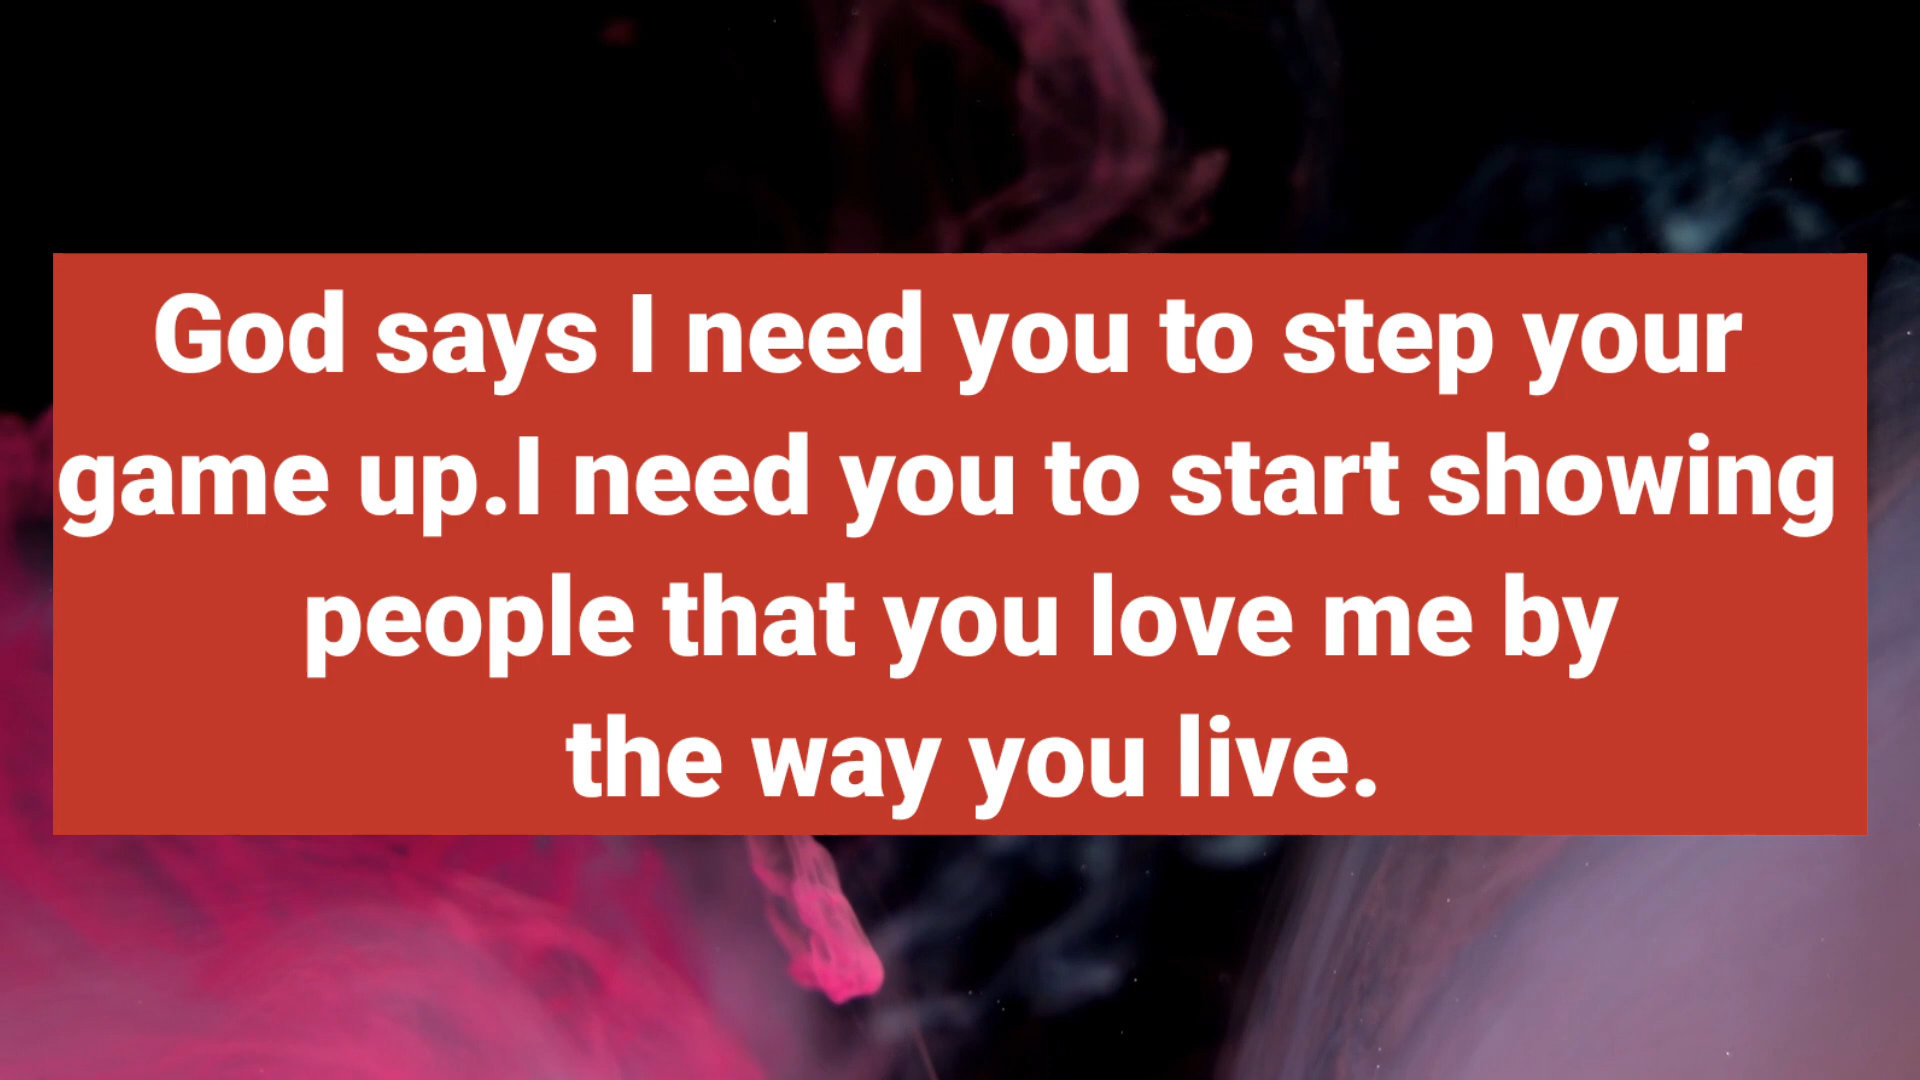 God says I need you to step your
game up.I need you to start showing
people that you love me by
the way you live.